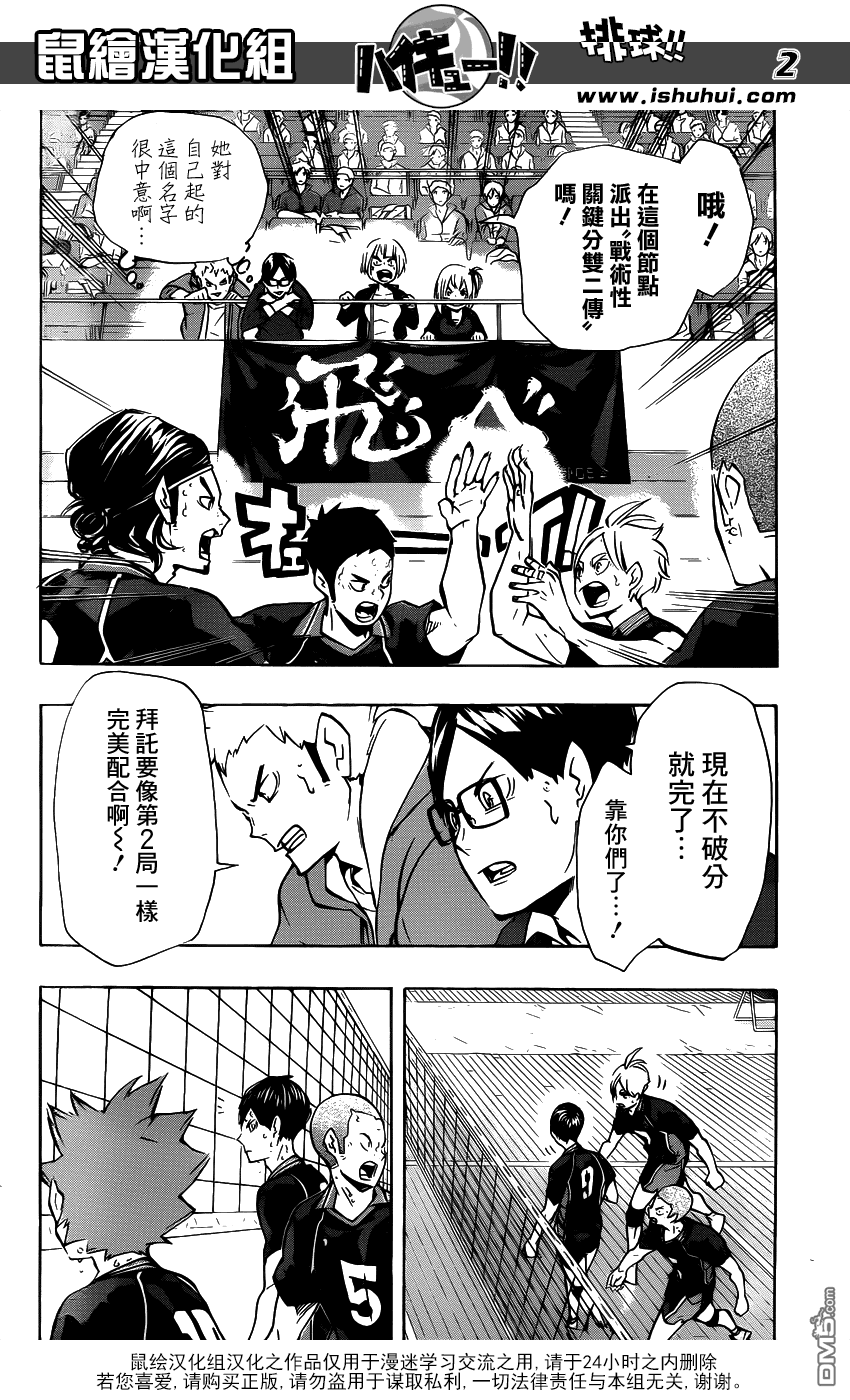 鼠繪漢化組
ハイキュー!!
排球!!
2
www.ishuhui.com
哦！
在這個節點
派出“戰術性
關鍵分雙二傳”
嗎！
她對
自己起的
這個名字
很中意啊…
飛べ
オ
イ!!
現在不破分
就完了…
靠你們了…！
拜託要像第2局一樣
完美配合啊～！
9
5
10
DM5.com
鼠绘汉化组汉化之作品仅用于漫迷学习交流之用, 请于24小时之内删除
若您喜爱, 请购买正版, 请勿盗用于谋取私利, 一切法律责任与本组无关, 谢谢。